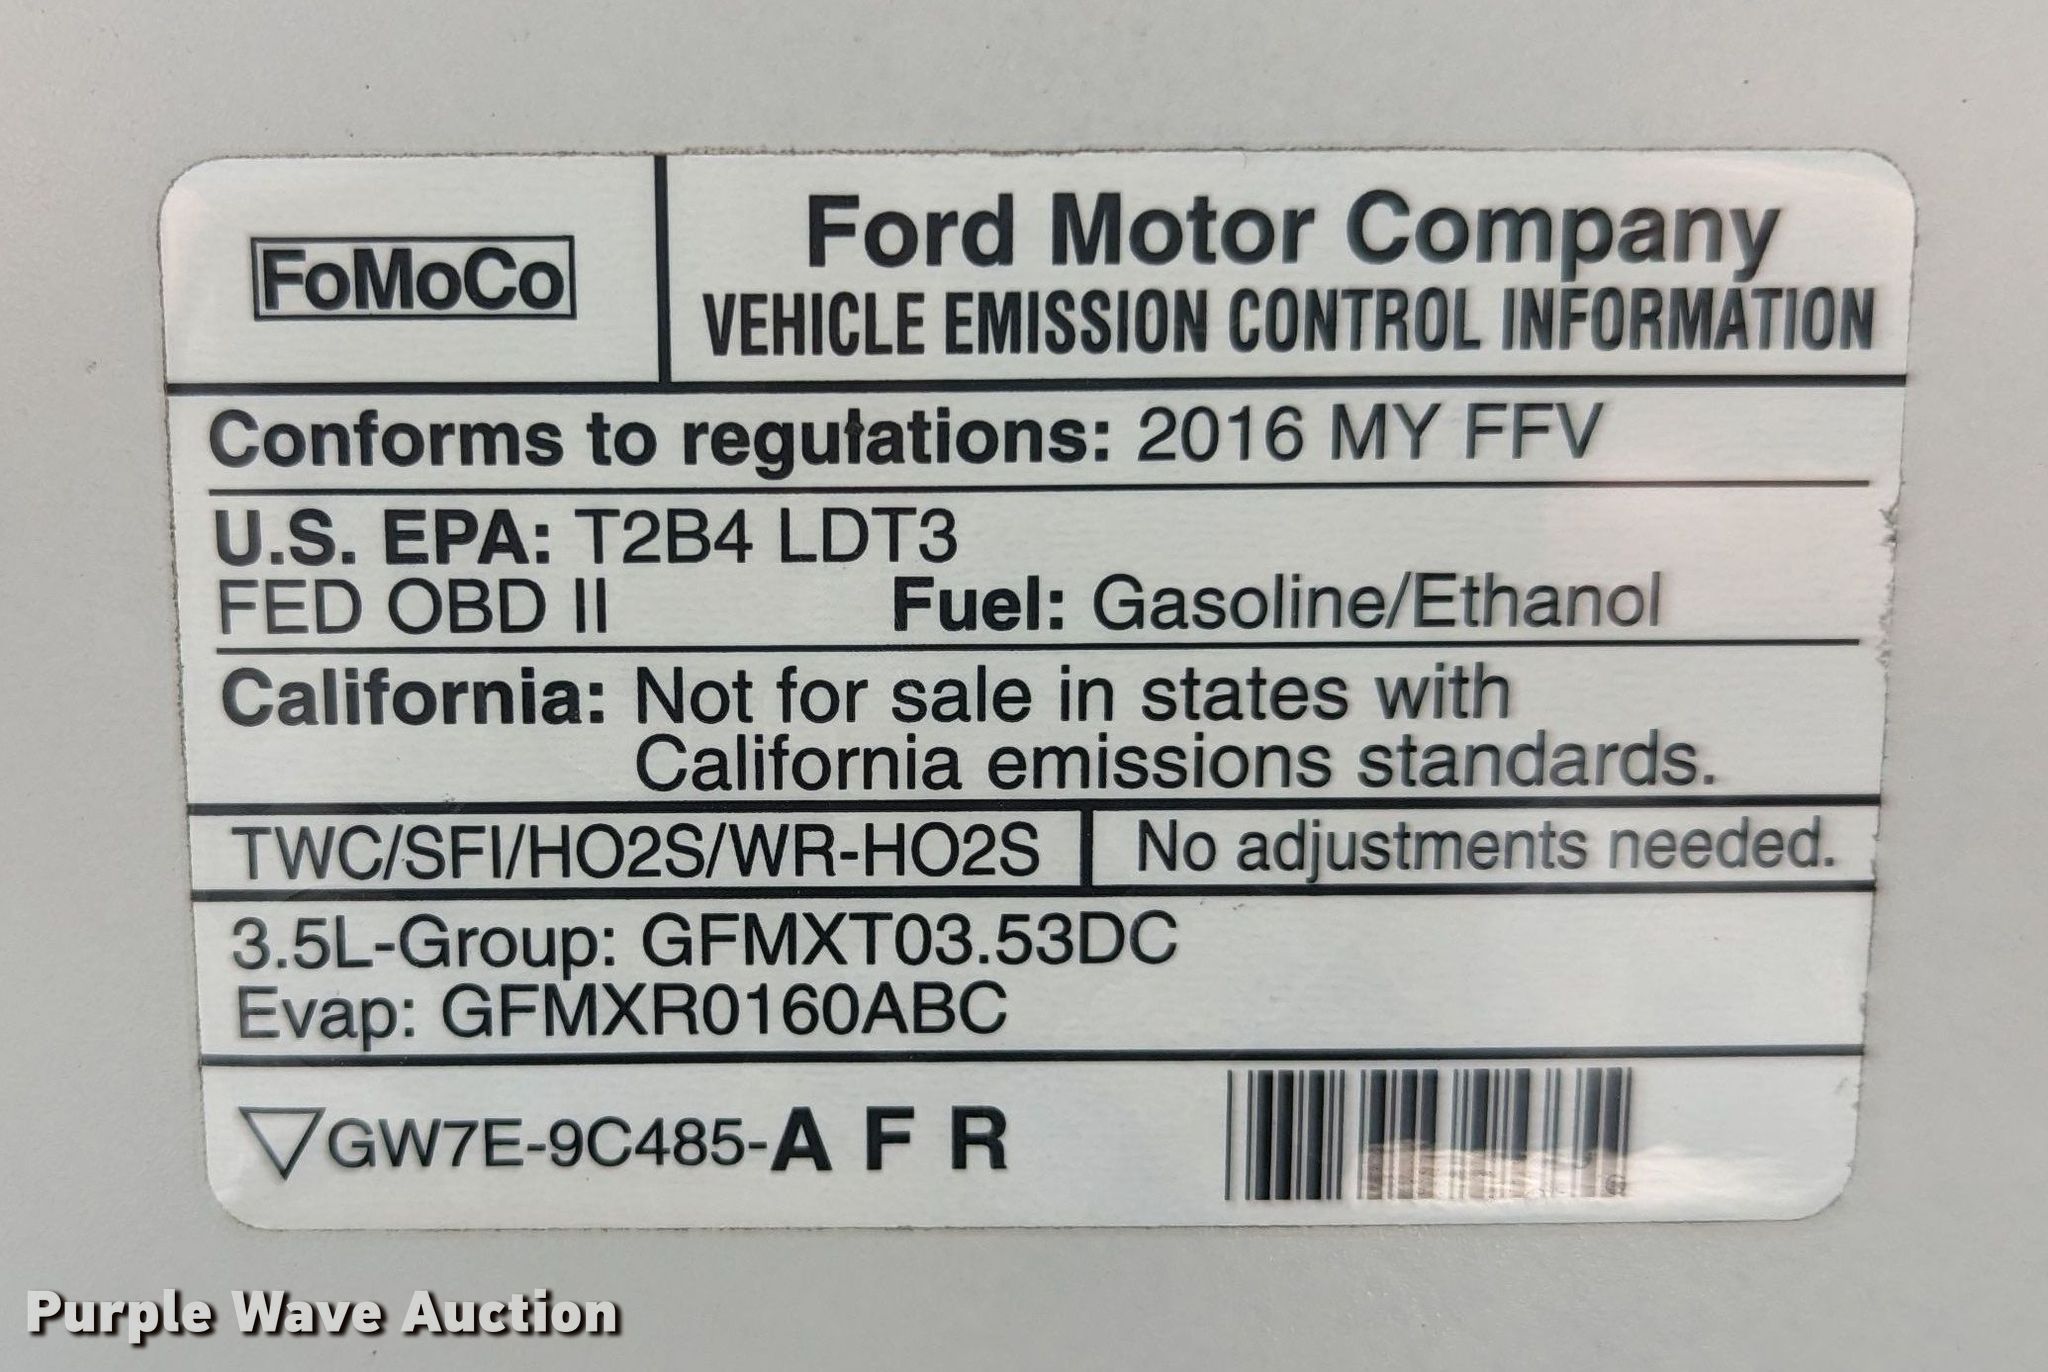 FoMoCo
Ford Motor Company
VEHICLE EMISSION CONTROL INFORMATION
Conforms to regulations: 2016 MY FFV
U.S. EPA: T2B4 LDT3
FED OBD II Fuel: Gasoline/Ethanol
California: Not for sale in states with
California emissions standards.
TWC/SFI/HO2S/WR-HO2S No adjustments needed.
3.5L-Group: GFMXT03.53DC
Evap: GFMXR0160ABC
GW7E-9C485-A F R
Purple Wave Auction